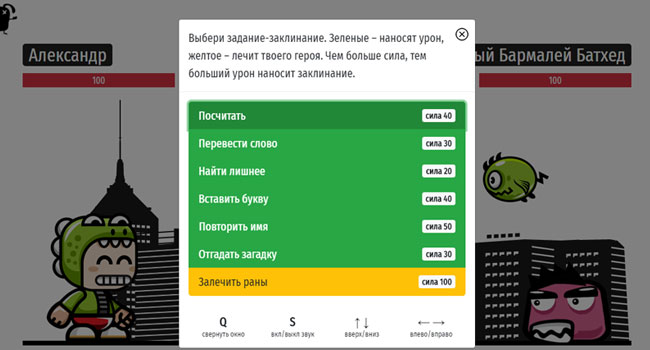 Выбери задание-заклинание. Зеленые – наносят урон,
желтое – лечит твоего героя. Чем больше сила, тем
больший урон наносит заклинание.
Александр
ый Бармалей Батхед
100
100
Посчитать сила 40
Перевести слово сила 30
Найти лишнее сила 20
Вставить букву сила 40
Повторить имя сила 50
Отгадать загадку сила 30
Залечить раны сила 100
Q S ↑↓ ←→
свернуть окно вкл/выкл звук вверх/вниз влево/вправо